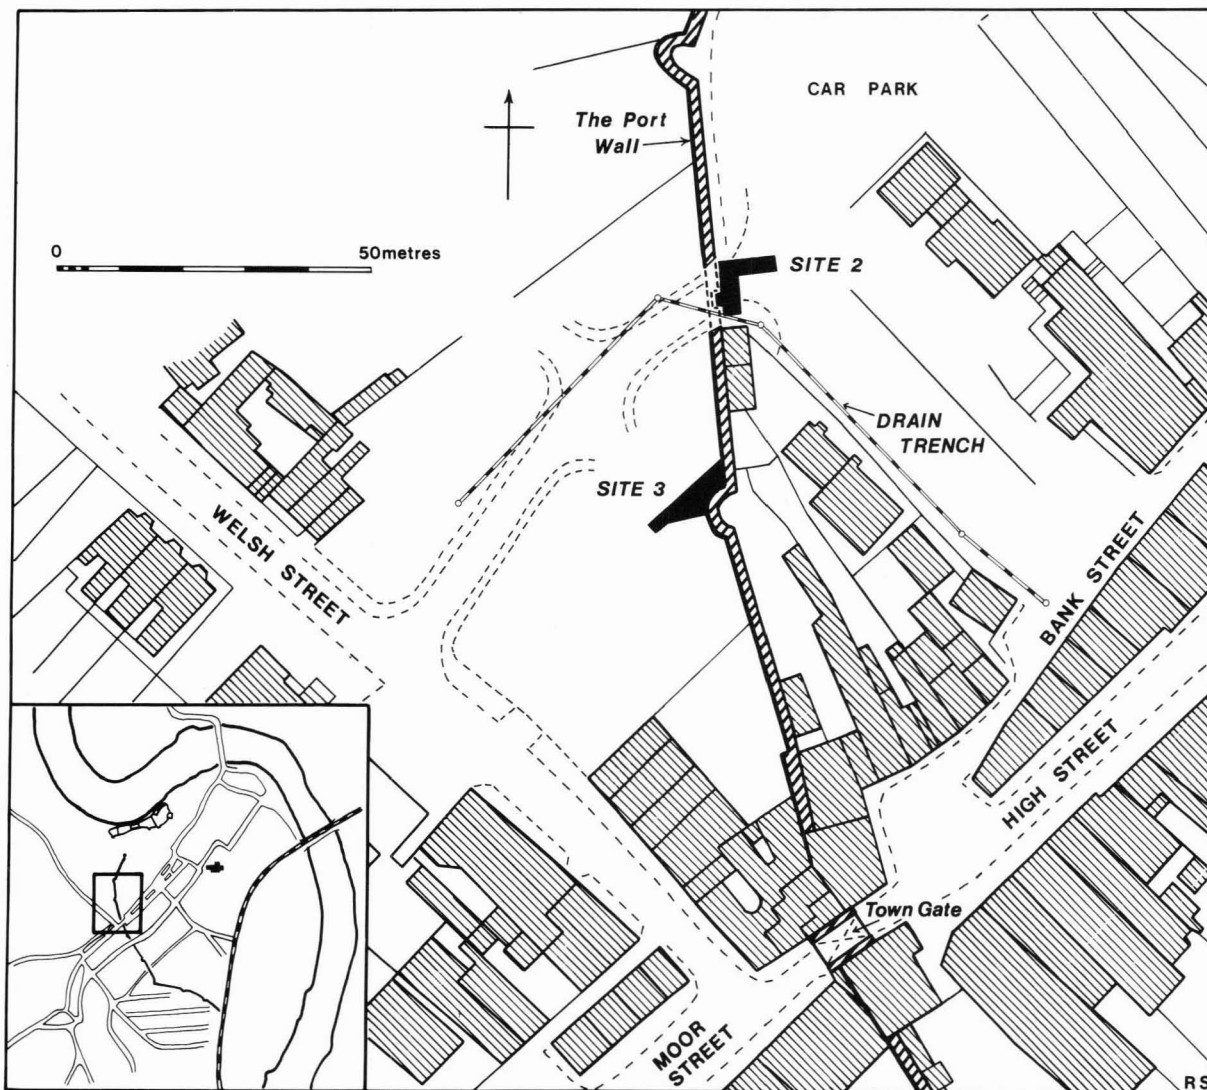 CAR PARK
The Port
Wall
0 50metres
SITE 2
DRAIN
TRENCH
SITE 3
WELSH STREET
BANK STREET
HIGH STREET
Town Gate
MOOR
STREET
RS